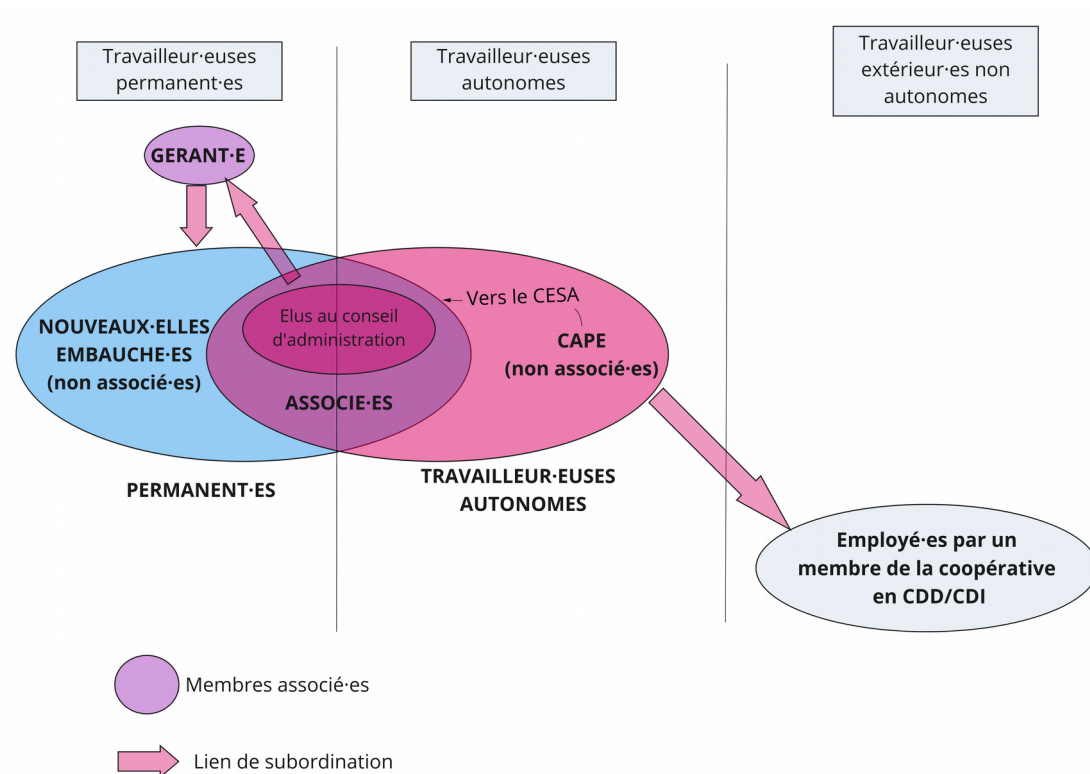 Travailleur·euses
permanent·es
Travailleur·euses
autonomes
Travailleur·euses
extérieur·es non
autonomes
GERANT·E
Vers le CESA
Elus au conseil
d'administration
NOUVEAUX·ELLES
EMBAUCHE·ES
(non associé·es)
CAPE
(non associé·es)
ASSOCIE·ES
PERMANENT·ES
TRAVAILLEUR·EUSES
AUTONOMES
Employé·es par un
membre de la coopérative
en CDD/CDI
Membres associé·es
Lien de subordination